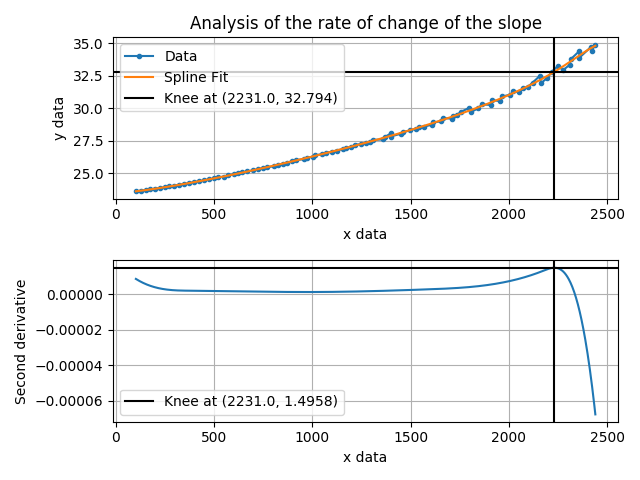 Analysis of the rate of change of the slope
35.0
32.5
30.0
27.5
25.0
y data
Data
Spline Fit
Knee at (2231.0, 32.794)
0 500 1000 1500 2000 2500
x data
0.00000
−0.00002
−0.00004
−0.00006
Second derivative
Knee at (2231.0, 1.4958)
0 500 1000 1500 2000 2500
x data